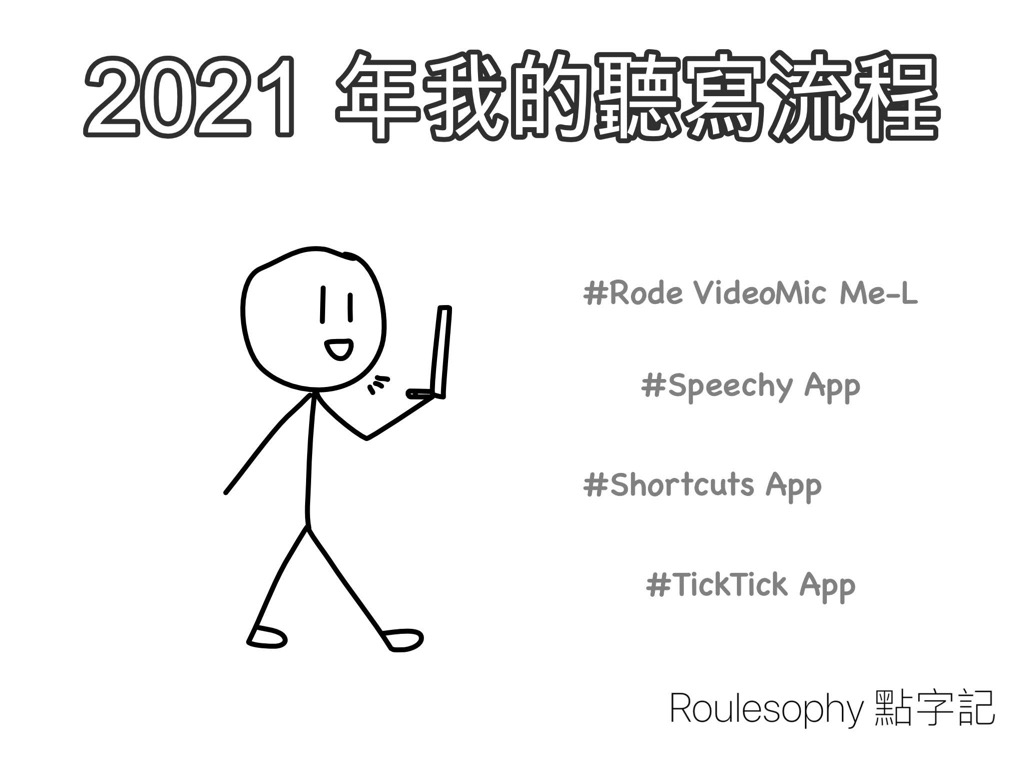 2021 年我的聽寫流程
#Rode VideoMic Me-L
#Speechy App
#Shortcuts App
#TickTick App
Roulesophy 點字記